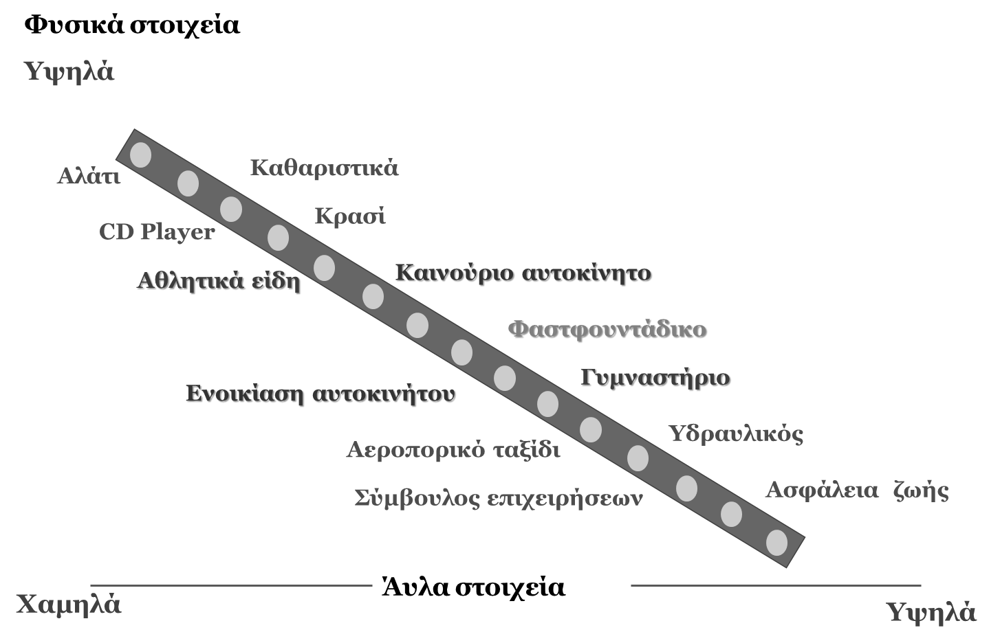 Φυσικά στοιχεία
Υψηλά
Καθαριστικά
Αλάτι
Κρασί
CD Player
Καινούριο αυτοκίνητο
Αθλητικά είδη
Φαστφουντάδικο
Γυμναστήριο
Ενοικίαση αυτοκινήτου
Υδραυλικός
Αεροπορικό ταξίδι
Ασφάλεια ζωής
Σύμβουλος επιχειρήσεων
Άυλα στοιχεία
Χαμηλά
Υψηλά